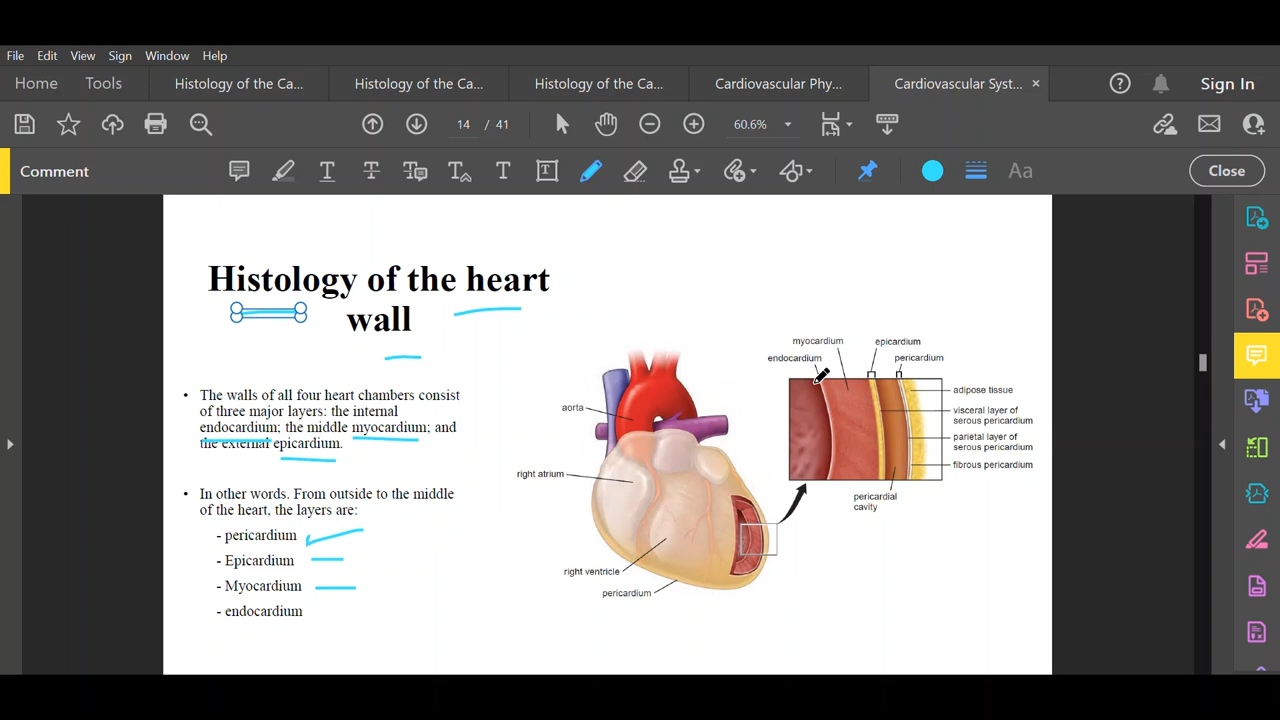 File Edit View Sign Window Help
Home Tools Histology of the Ca... Histology of the Ca... Histology of the Ca... Cardiovascular Phy... Cardiovascular Syst... × Sign In
14 / 41 60.6%
Comment Aa Close
Histology of the heart
wall
• The walls of all four heart chambers consist
of three major layers: the internal
endocardium; the middle myocardium; and
the external epicardium.
• In other words. From outside to the middle
of the heart, the layers are:
- pericardium
- Epicardium
- Myocardium
- endocardium
aorta
right atrium
right ventricle
pericardium
myocardium
endocardium
epicardium
pericardium
adipose tissue
visceral layer of
serous pericardium
parietal layer of
serous pericardium
fibrous pericardium
pericardial
cavity